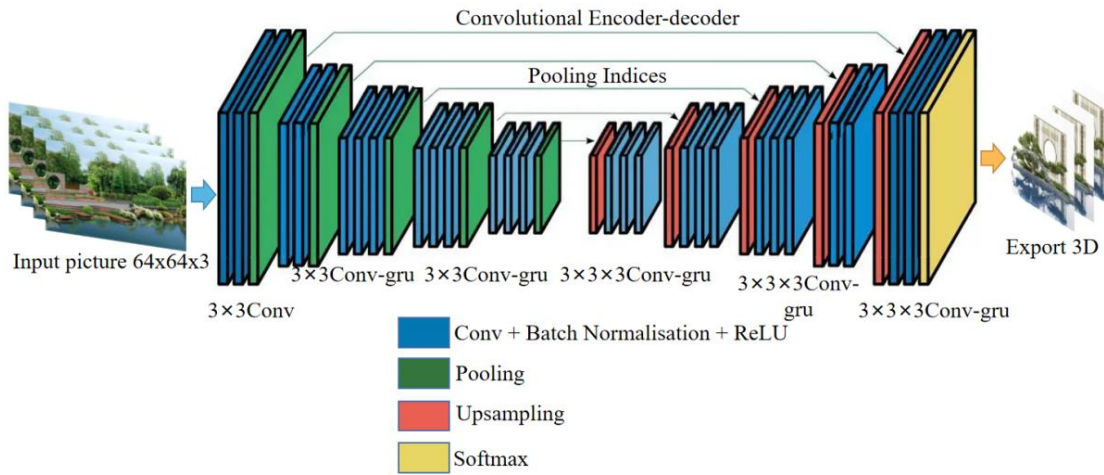 Convolutional Encoder-decoder
Pooling Indices
Input picture 64x64x3
Export 3D
3×3Conv
3×3Conv-gru
3×3Conv-gru
3×3×3Conv-gru
3×3×3Conv-
gru
3×3×3Conv-gru
Conv + Batch Normalisation + ReLU
Pooling
Upsampling
Softmax